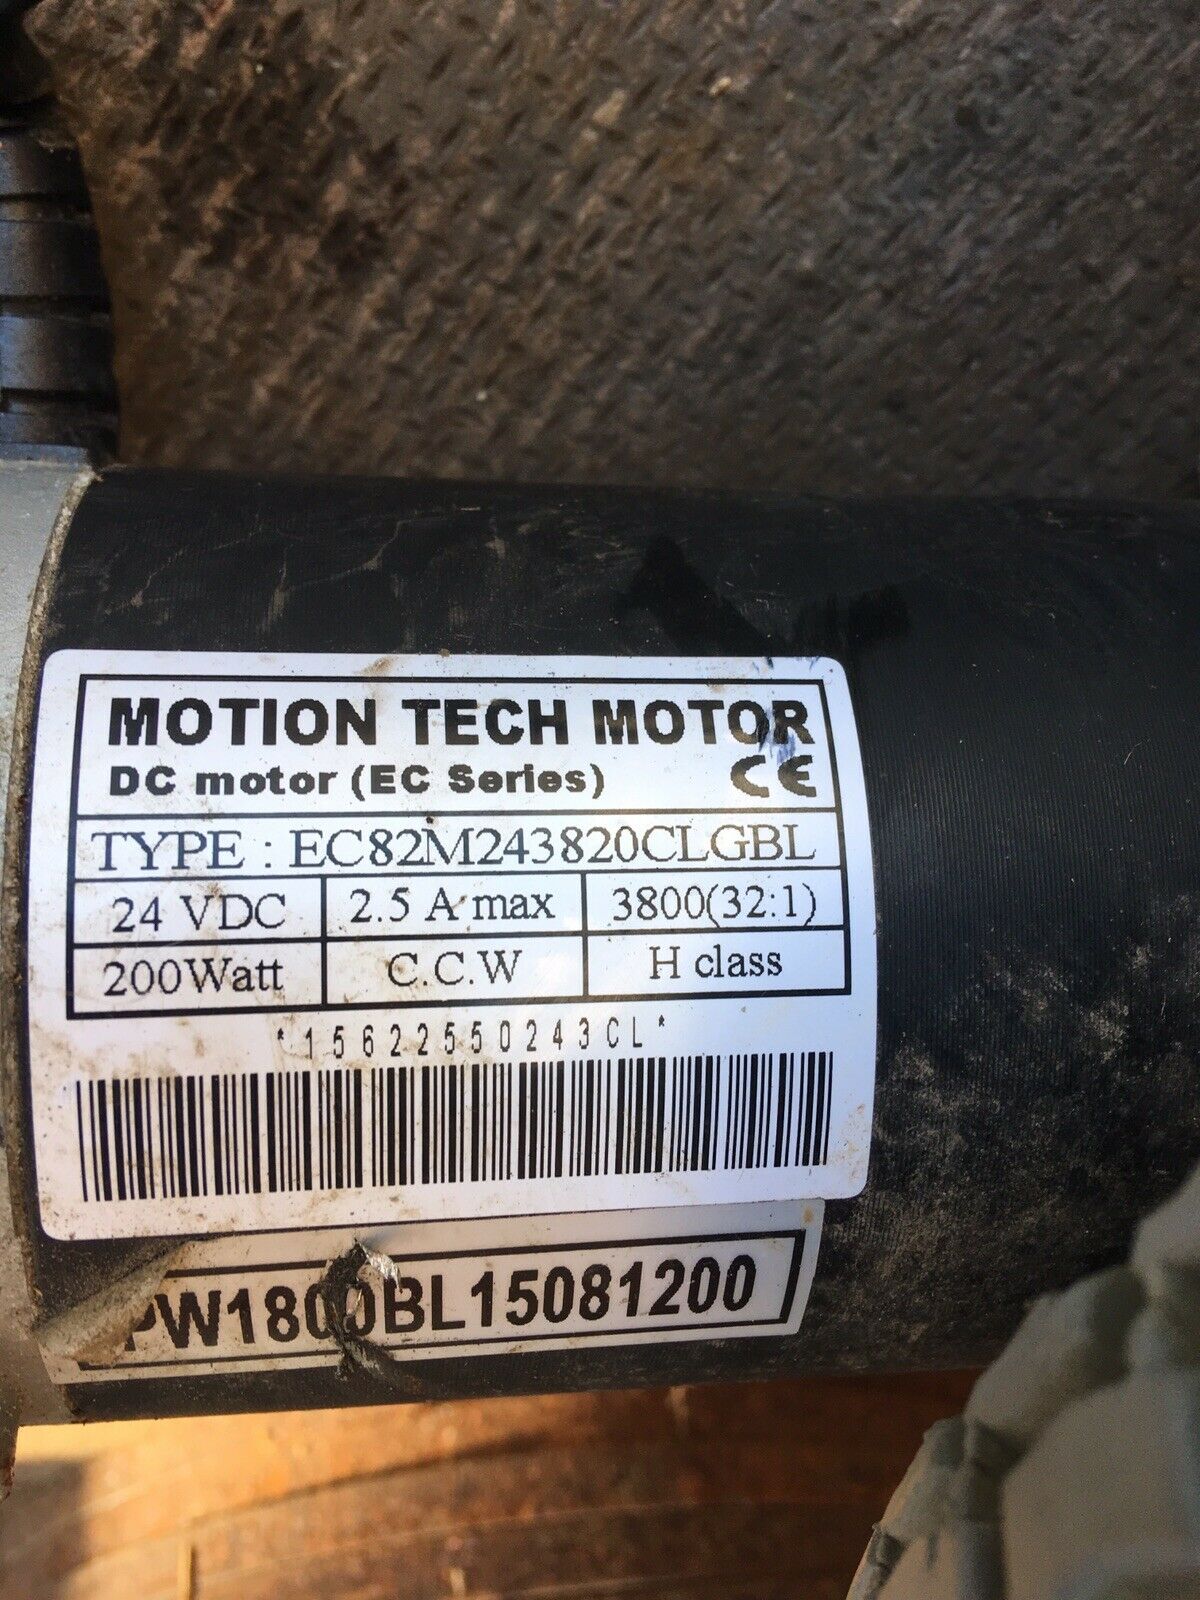 MOTION TECH MOTOR
DC motor (EC Series) CE
TYPE : EC82M243820CLGBL
24 VDC 2.5 A max 3800(32:1)
200Watt C.C.W H class
*15622550243CL*
PW1800BL15081200